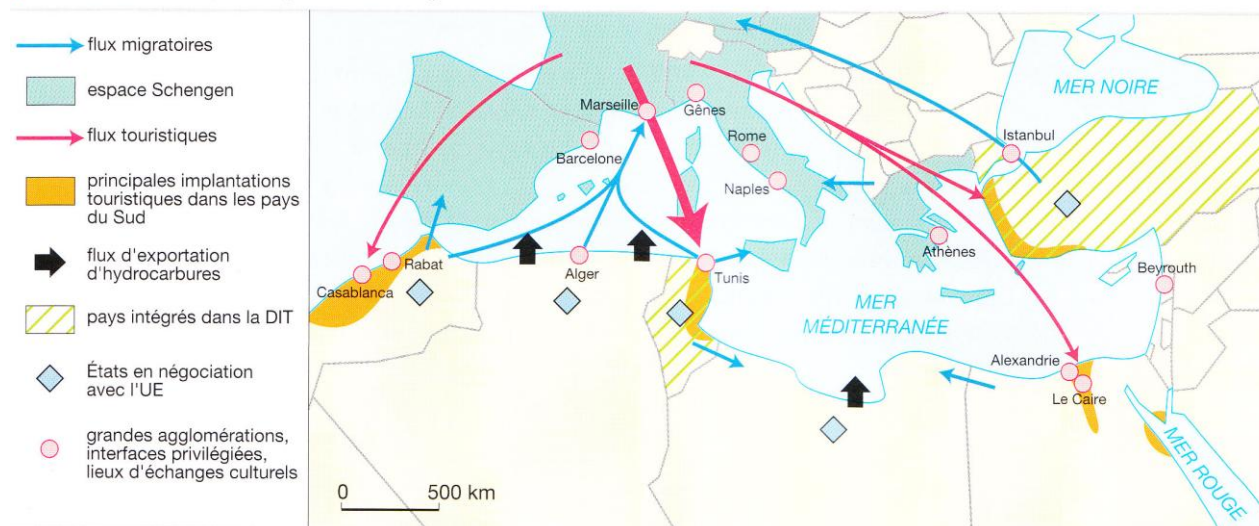 flux migratoires
espace Schengen
flux touristiques
principales implantations
touristiques dans les pays
du Sud
flux d'exportation
d'hydrocarbures
pays intégrés dans la DIT
États en négociation
avec l'UE
grandes agglomérations,
interfaces privilégiées,
lieux d'échanges culturels
MER NOIRE
Marseille
Gênes
Istanbul
Barcelone
Rome
Naples
Athènes
Rabat
Casablanca
Alger
Tunis
Beyrouth
MER
MÉDITERRANÉE
Alexandrie
Le Caire
MER ROUGE
0 500 km